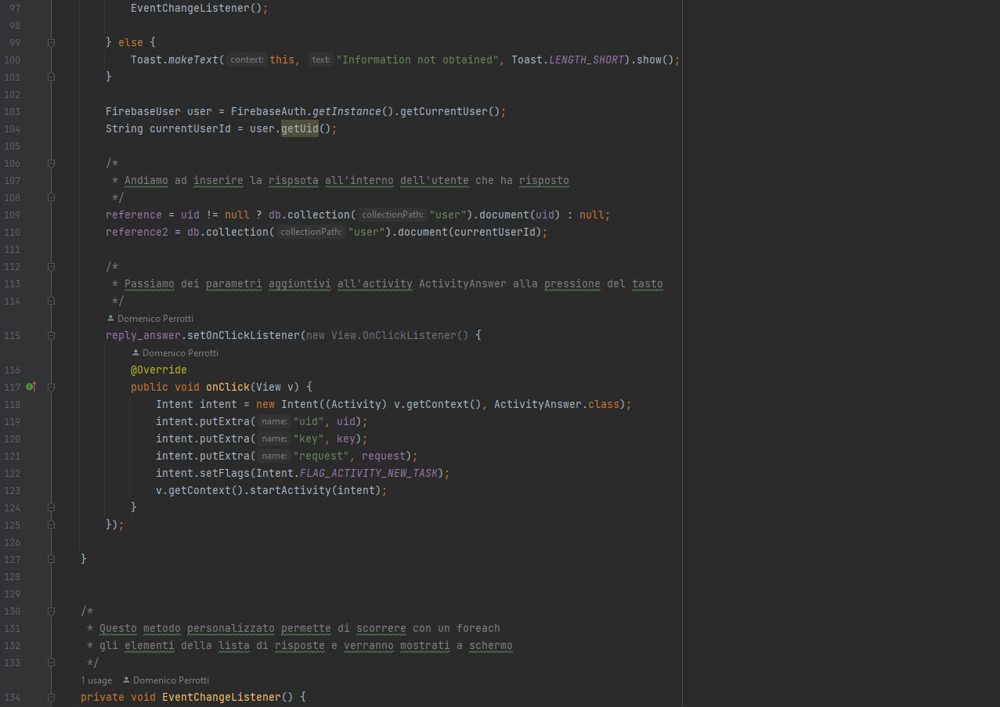 97 EventChangeListener();
98
99 } else {
100 Toast.makeText( context: this, text: "Information not obtained", Toast.LENGTH_SHORT).show();
101 }
102
103 FirebaseUser user = FirebaseAuth.getInstance().getCurrentUser();
104 String currentUserId = user.getUid();
105
106 /*
107 * Andiamo ad inserire la rispsota all'interno dell'utente che ha risposto
108 */
109 reference = uid != null ? db.collection( collectionPath: "user").document(uid) : null;
110 reference2 = db.collection( collectionPath: "user").document(currentUserId);
111
112 /*
113 * Passiamo dei parametri aggiuntivi all'activity ActivityAnswer alla pressione del tasto
114 */
Domenico Perrotti
115 reply_answer.setOnClickListener(new View.OnClickListener() {
Domenico Perrotti
116 @Override
117 public void onClick(View v) {
118 Intent intent = new Intent((Activity) v.getContext(), ActivityAnswer.class);
119 intent.putExtra( name: "uid", uid);
120 intent.putExtra( name: "key", key);
121 intent.putExtra( name: "request", request);
122 intent.setFlags(Intent.FLAG_ACTIVITY_NEW_TASK);
123 v.getContext().startActivity(intent);
124 }
125 });
126
127 }
128
129
130 /*
131 * Questo metodo personalizzato permette di scorrere con un foreach
132 * gli elementi della lista di risposte e verranno mostrati a schermo
133 */
1 usage Domenico Perrotti
134 private void EventChangeListener() {